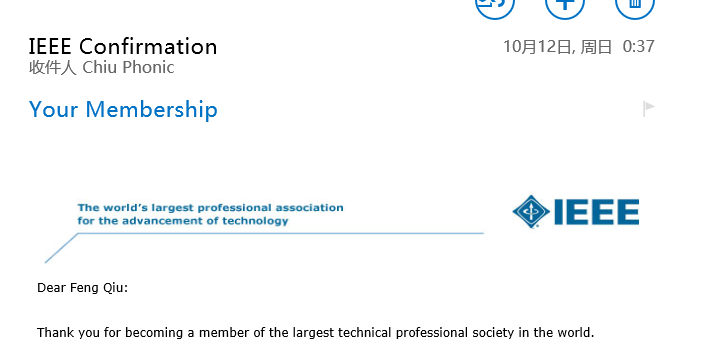 IEEE Confirmation
10月12日, 周日 0:37
收件人 Chiu Phonic
Your Membership
The world's largest professional association
for the advancement of technology
IEEE
Dear Feng Qiu:
Thank you for becoming a member of the largest technical professional society in the world.